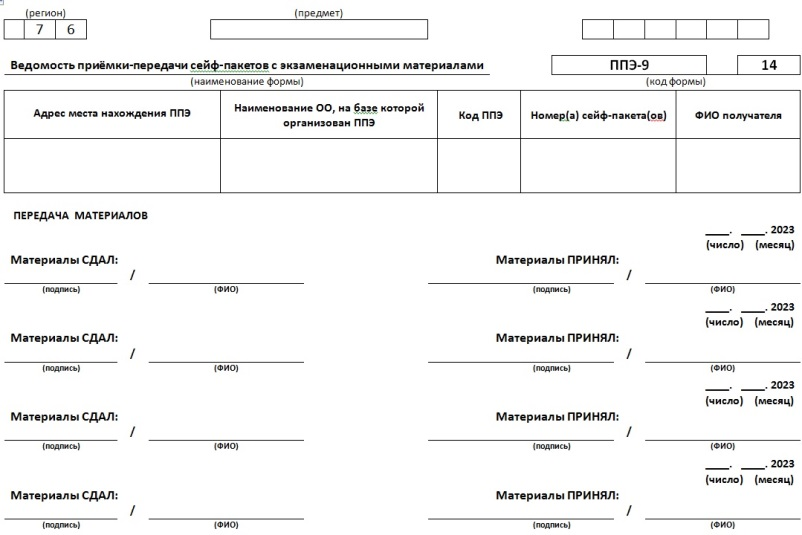 (регион) (предмет)
7 6
Ведомость приёмки-передачи сейф-пакетов с экзаменационными материалами ППЭ-9 14
(наименование формы) (код формы)
Адрес места нахождения ППЭ Наименование ОО, на базе которой организован ППЭ Код ППЭ Номер(а) сейф-пакета(ов) ФИО получателя
ПЕРЕДАЧА МАТЕРИАЛОВ
____. ____. 2023
(число) (месяц)
Материалы СДАЛ: Материалы ПРИНЯЛ:
/ /
(подпись) (ФИО) (подпись) (ФИО)
____. ____. 2023
(число) (месяц)
Материалы СДАЛ: Материалы ПРИНЯЛ:
/ /
(подпись) (ФИО) (подпись) (ФИО)
____. ____. 2023
(число) (месяц)
Материалы СДАЛ: Материалы ПРИНЯЛ:
/ /
(подпись) (ФИО) (подпись) (ФИО)
____. ____. 2023
(число) (месяц)
Материалы СДАЛ: Материалы ПРИНЯЛ:
/ /
(подпись) (ФИО) (подпись) (ФИО)